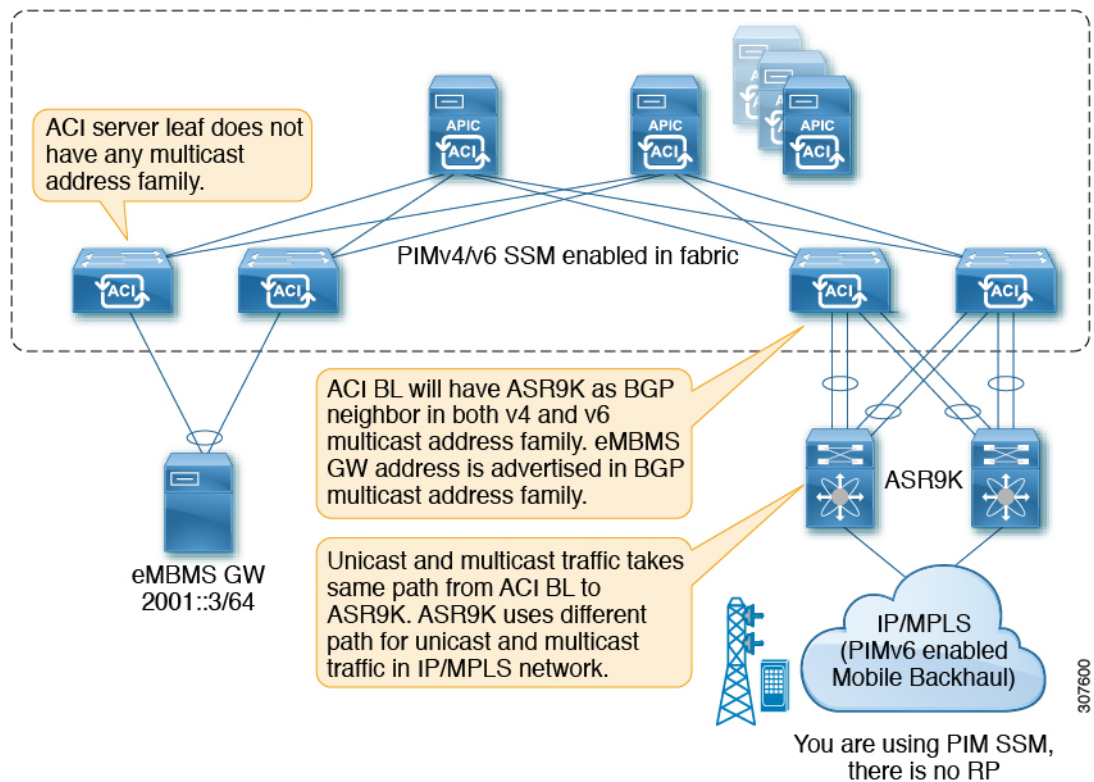 ACI server leaf does not
have any multicast
address family.
APIC
ACI
APIC
ACI
AP
A
AP
A
APIC
ACI
PIMv4/v6 SSM enabled in fabric
ACI
ACI
ACI
ACI
ACI BL will have ASR9K as BGP
neighbor in both v4 and v6
multicast address family. eMBMS
GW address is advertised in BGP
multicast address family.
ASR9K
eMBMS GW
2001::3/64
Unicast and multicast traffic takes
same path from ACI BL to
ASR9K. ASR9K uses different
path for unicast and multicast
traffic in IP/MPLS network.
IP/MPLS
(PIMv6 enabled
Mobile Backhaul)
307600
You are using PIM SSM,
there is no RP